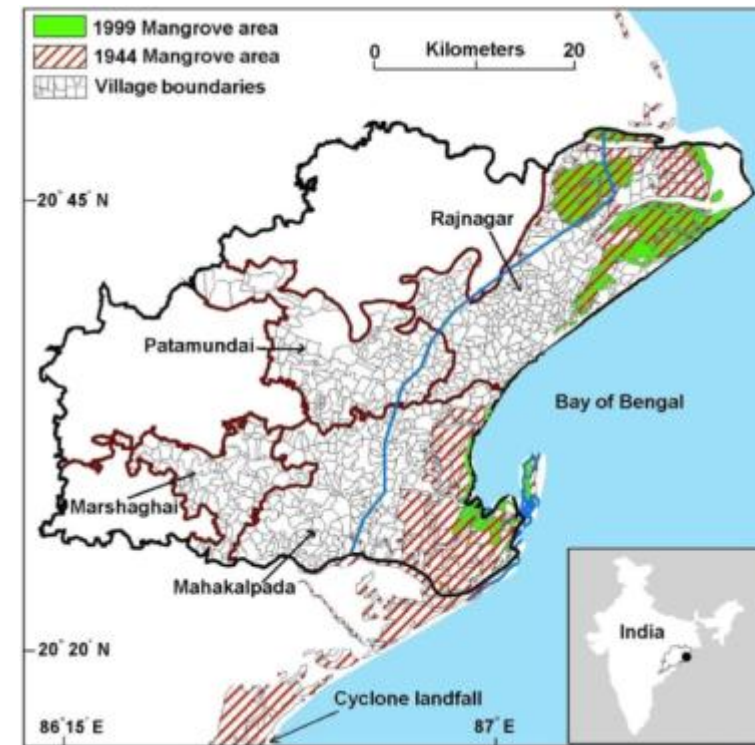 1999 Mangrove area
1944 Mangrove area
Village boundaries
Kilometers
0 20
20° 45' N
Rajnagar
Patamundai
Bay of Bengal
Marshaghai
Mahakalpada
India
20° 20' N
Cyclone landfall
86° 15' E
87° E